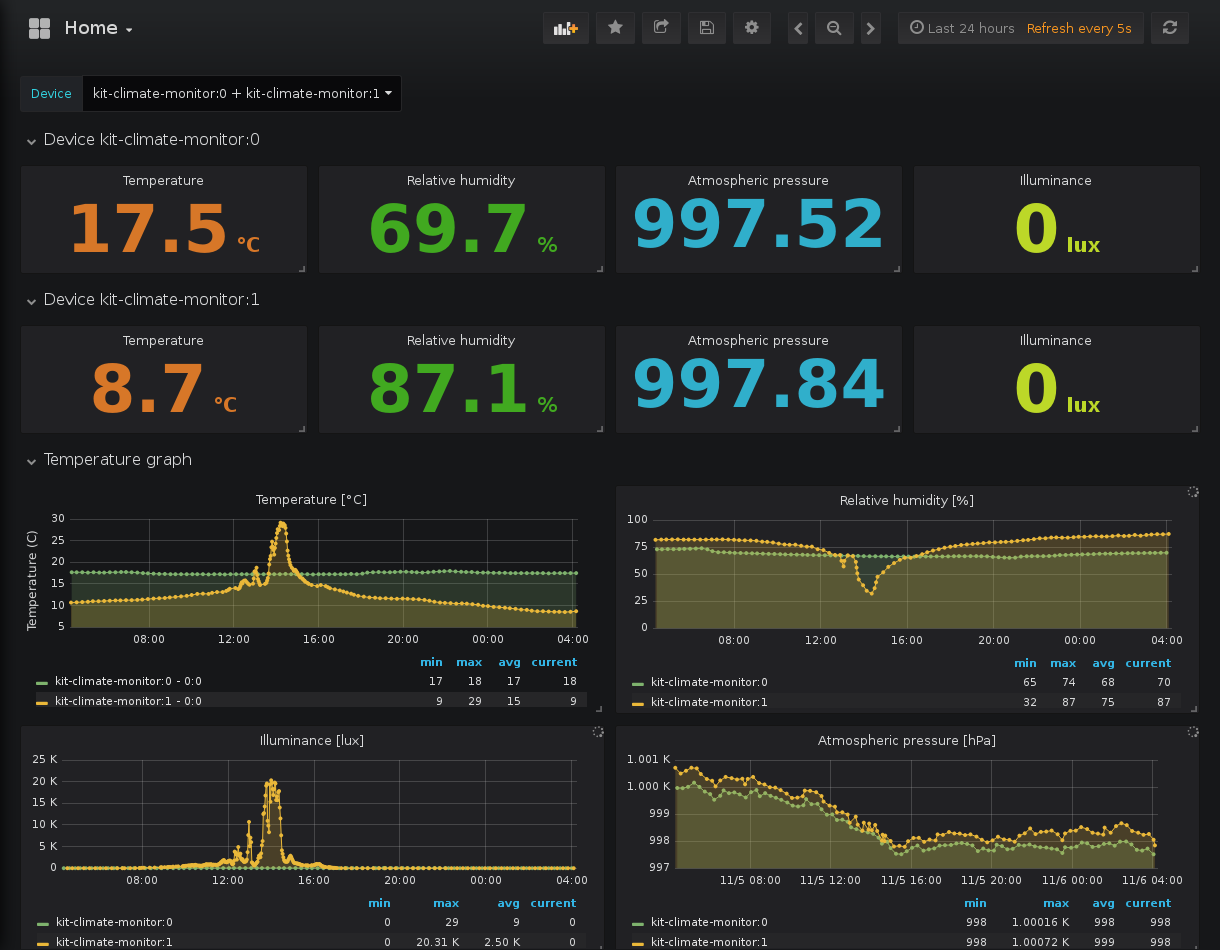 Home
Last 24 hours Refresh every 5s
Device kit-climate-monitor:0 + kit-climate-monitor:1
Device kit-climate-monitor:0
Temperature Relative humidity Atmospheric pressure Illuminance
17.5 °C 69.7 % 997.52 0 lux
Device kit-climate-monitor:1
Temperature Relative humidity Atmospheric pressure Illuminance
8.7 °C 87.1 % 997.84 0 lux
Temperature graph
Temperature [°C]
Temperature (C)
30
25
20
15
10
5
08:00 12:00 16:00 20:00 00:00 04:00
min max avg current
kit-climate-monitor:0 - 0:0 17 18 17 18
kit-climate-monitor:1 - 0:0 9 29 15 9
Relative humidity [%]
100
75
50
25
0
08:00 12:00 16:00 20:00 00:00 04:00
min max avg current
kit-climate-monitor:0 65 74 68 70
kit-climate-monitor:1 32 87 75 87
Illuminance [lux]
25 K
20 K
15 K
10 K
5 K
0
08:00 12:00 16:00 20:00 00:00 04:00
min max avg current
kit-climate-monitor:0 0 29 9 0
kit-climate-monitor:1 0 20.31 K 2.50 K 0
Atmospheric pressure [hPa]
1.001 K
1.000 K
999
998
997
11/5 08:00 11/5 12:00 11/5 16:00 11/5 20:00 11/6 00:00 11/6 04:00
min max avg current
kit-climate-monitor:0 998 1.00016 K 998 998
kit-climate-monitor:1 998 1.00072 K 999 998